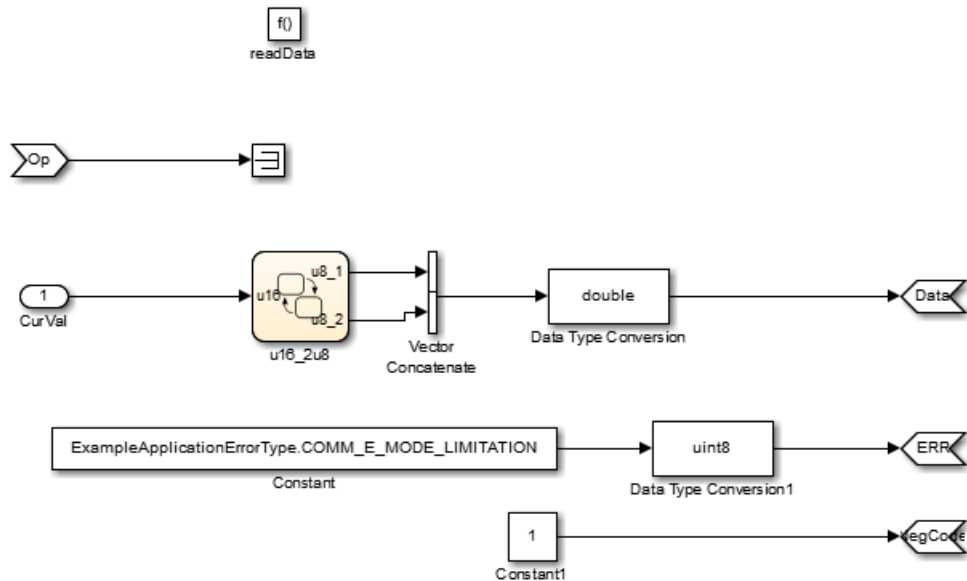 f()
readData
Op
1
CurVal
u16
u8_1
u8_2
u16_2u8
Vector
Concatenate
double
Data Type Conversion
Data
ExampleApplicationErrorType.COMM_E_MODE_LIMITATION
Constant
uint8
Data Type Conversion1
ERR
1
Constant1